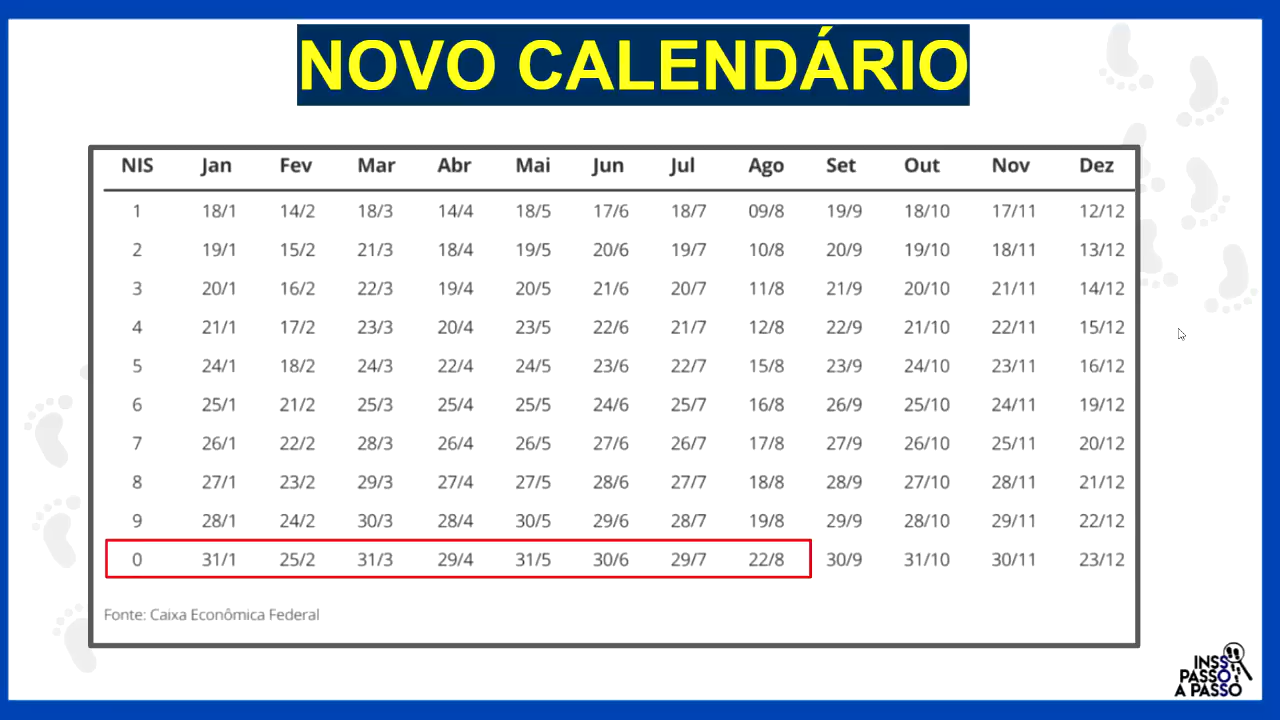 NOVO CALENDÁRIO
NIS Jan Fev Mar Abr Mai Jun Jul Ago Set Out Nov Dez
1 18/1 14/2 18/3 14/4 18/5 17/6 18/7 09/8 19/9 18/10 17/11 12/12
2 19/1 15/2 21/3 18/4 19/5 20/6 19/7 10/8 20/9 19/10 18/11 13/12
3 20/1 16/2 22/3 19/4 20/5 21/6 20/7 11/8 21/9 20/10 21/11 14/12
4 21/1 17/2 23/3 20/4 23/5 22/6 21/7 12/8 22/9 21/10 22/11 15/12
5 24/1 18/2 24/3 22/4 24/5 23/6 22/7 15/8 23/9 24/10 23/11 16/12
6 25/1 21/2 25/3 25/4 25/5 24/6 25/7 16/8 26/9 25/10 24/11 19/12
7 26/1 22/2 28/3 26/4 26/5 27/6 26/7 17/8 27/9 26/10 25/11 20/12
8 27/1 23/2 29/3 27/4 27/5 28/6 27/7 18/8 28/9 27/10 28/11 21/12
9 28/1 24/2 30/3 28/4 30/5 29/6 28/7 19/8 29/9 28/10 29/11 22/12
0 31/1 25/2 31/3 29/4 31/5 30/6 29/7 22/8 30/9 31/10 30/11 23/12
Fonte: Caixa Econômica Federal
INSS
PASSO
A PASSO